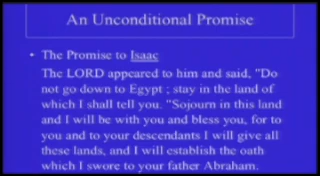 An Unconditional Promise
• The Promise to Isaac
The LORD appeared to him and said, "Do
not go down to Egypt ; stay in the land of
which I shall tell you. "Sojourn in this land
and I will be with you and bless you, for to
you and to your descendants I will give all
these lands, and I will establish the oath
which I swore to your father Abraham.